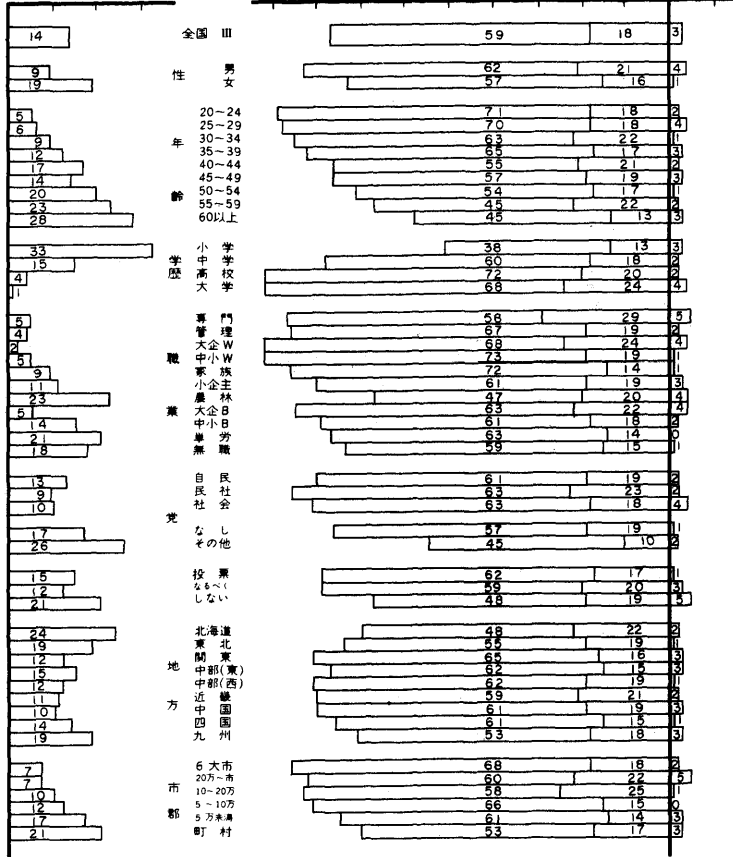 14 全国 III 59 18 3
9 男 62 21 4
性
19 女 57 16 1
5 20~24 71 18 2
6 25~29 70 18 4
9 30~34 63 22 1
年
12 35~39 65 17 3
17 40~44 55 21 2
14 45~49 57 19 3
20 50~54 54 17 1
齢
23 55~59 45 22 2
28 60以上 45 13 3
33 小学 38 13 3
15 学 中学 60 18 2
4 歴 高校 72 20 2
1 大学 68 24 4
5 専門 58 29 5
4 管理 67 19 2
2 大企W 68 24 4
5 職 中小W 73 19 1
9 家族 72 14 1
11 小企主 61 19 3
23 農林 47 20 4
5 業 大企B 63 22 4
14 中小B 61 18 2
21 単労 63 14 0
18 無職 59 15 1
13 自民 61 19 2
9 民社 63 23 2
10 社会 63 18 4
党
17 なし 57 19 1
26 その他 45 10 2
15 投票 62 17 1
12 なるべく 59 20 3
21 しない 48 19 5
24 北海道 48 22 2
19 東北 55 19 1
12 関東 65 16 3
15 地 中部(東) 62 15 3
12 中部(西) 62 19 1
11 近畿 59 21 2
10 方 中国 61 19 3
14 四国 61 15 1
19 九州 53 18 3
7 6大市 68 18 2
7 20万~市 60 22 5
10 市 10~20万 58 25 1
12 5~10万 66 15 0
17 郡 5万未満 61 14 3
21 町村 53 17 3